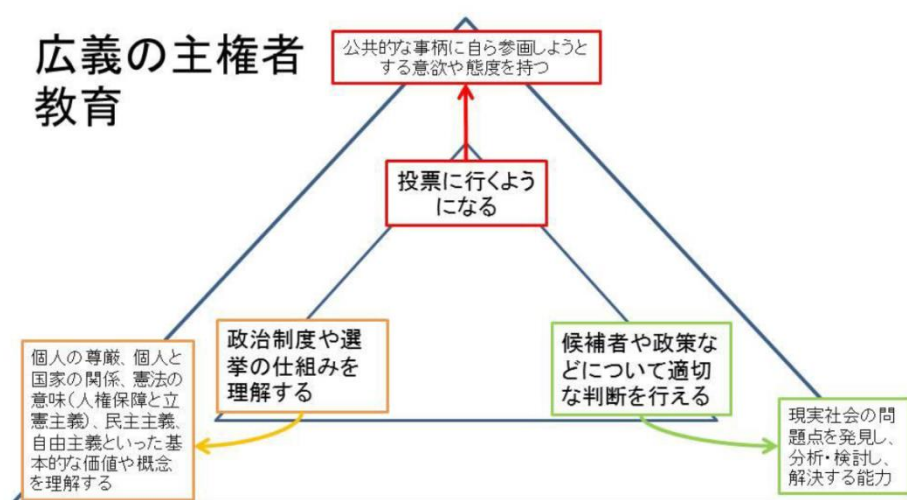 広義の主権者
教育
公共的な事柄に自ら参画しようと
する意欲や態度を持つ
投票に行くよう
になる
政治制度や選
挙の仕組みを
理解する
候補者や政策な
どについて適切
な判断を行える
個人の尊厳、個人と
国家の関係、憲法の
意味(人権保障と立
憲主義)、民主主義、
自由主義といった基
本的な価値や概念
を理解する
現実社会の問
題点を発見し、
分析・検討し、
解決する能力